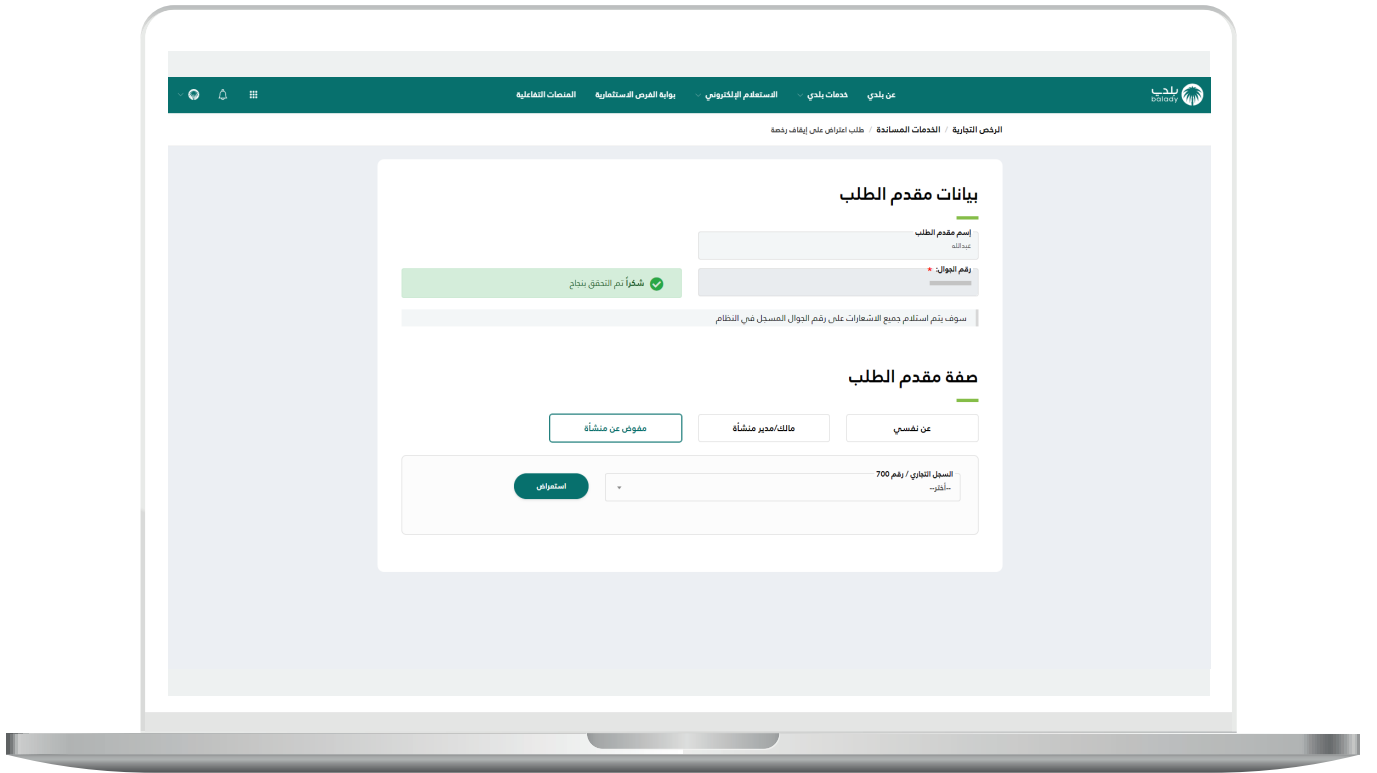 بلدي
balady
عن بلدي خدمات بلدي الاستعلام الإلكتروني بوابة الفرص الاستثمارية المنصات التفاعلية
الرخص التجارية / الخدمات المساندة / طلب اعتراض على إيقاف رخصة
بيانات مقدم الطلب
إسم مقدم الطلب
عبدالله
رقم الجوال: *
شكراً تم التحقق بنجاح
سوف يتم استلام جميع الاشعارات على رقم الجوال المسجل في النظام
صفة مقدم الطلب
عن نفسي مالك/مدير منشأة مفوض عن منشأة
السجل التجاري / رقم 700
--أختر-- استعراض